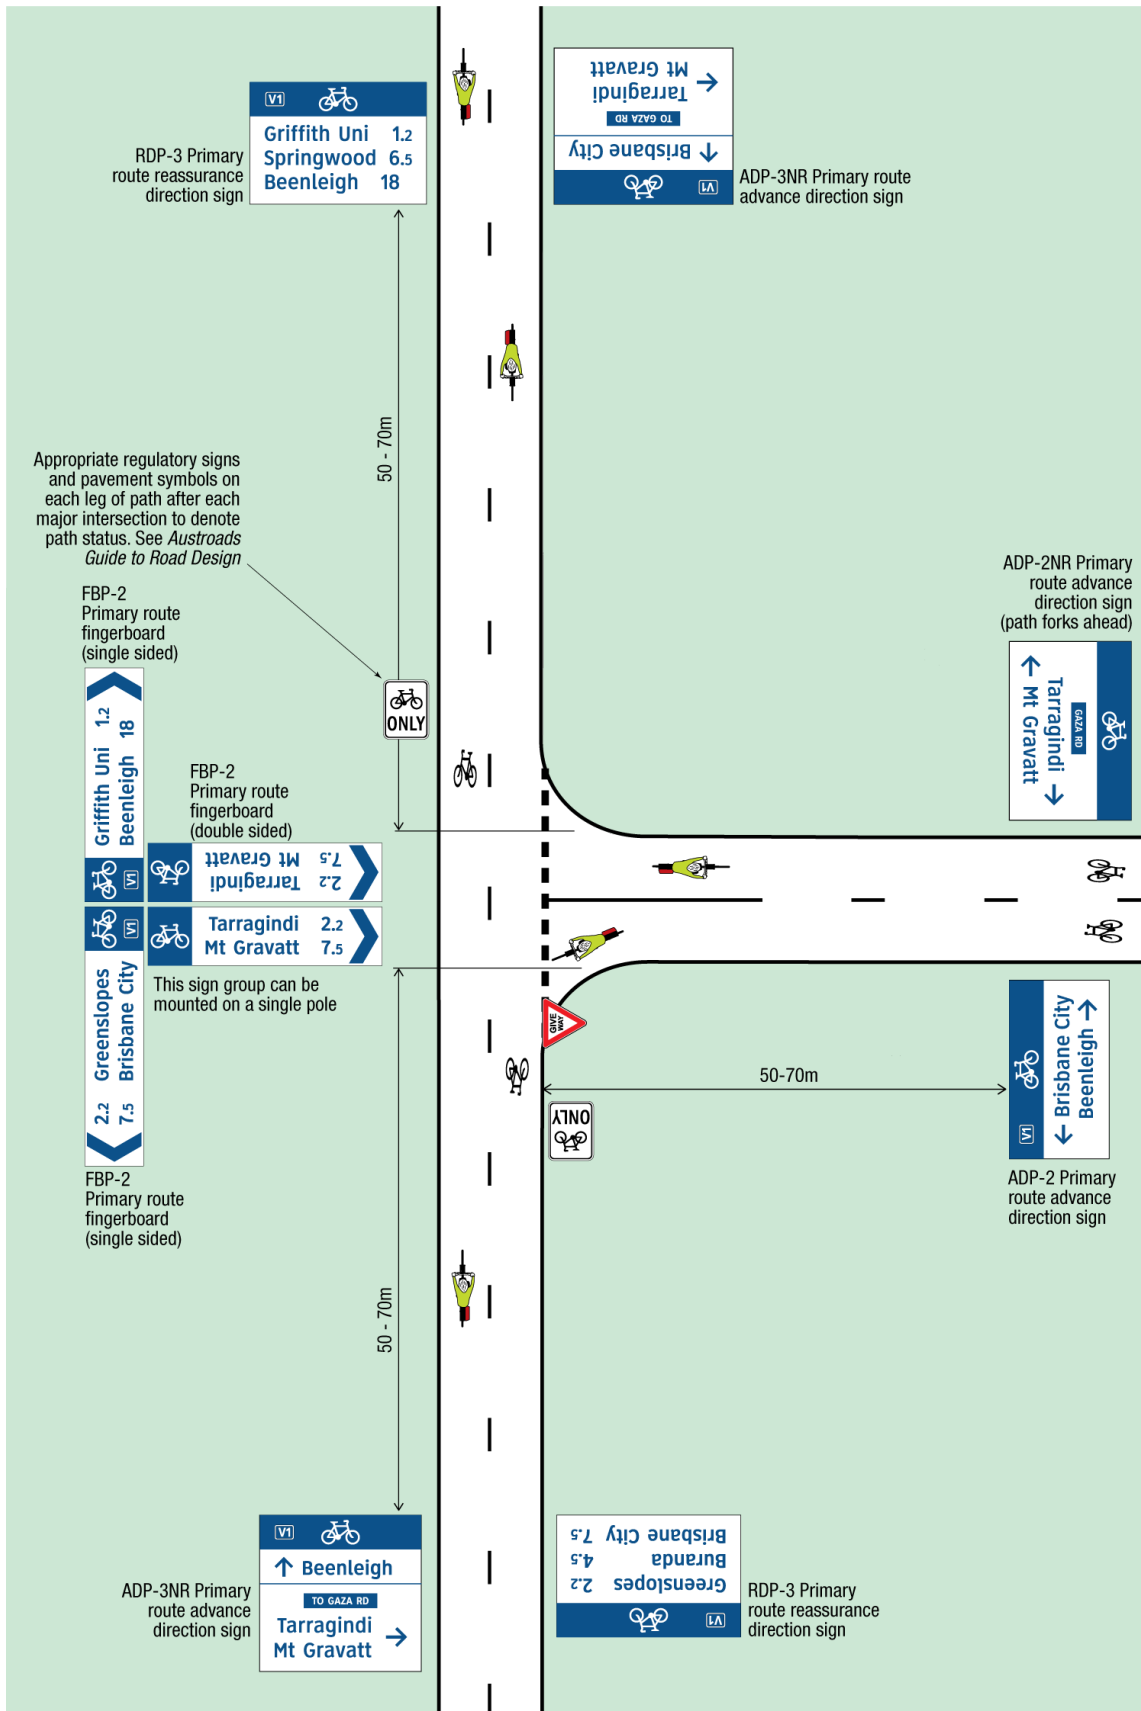 V1
Griffith Uni 1.2
Springwood 6.5
Beenleigh 18
RDP-3 Primary
route reassurance
direction sign
Mt Gravatt
Tarragindi
TO GAZA RD
Brisbane City
V1
ADP-3NR Primary route
advance direction sign
50 - 70m
Appropriate regulatory signs
and pavement symbols on
each leg of path after each
major intersection to denote
path status. See Austroads
Guide to Road Design
ONLY
FBP-2
Primary route
fingerboard
(single sided)
Griffith Uni 1.2
Beenleigh 18
V1
FBP-2
Primary route
fingerboard
(double sided)
Tarragindi 2.2
Mt Gravatt 7.5
Tarragindi 2.2
Mt Gravatt 7.5
This sign group can be
mounted on a single pole
V1
Greenslopes 2.2
Brisbane City 7.5
FBP-2
Primary route
fingerboard
(single sided)
ADP-2NR Primary
route advance
direction sign
(path forks ahead)
GAZA RD
Tarragindi
Mt Gravatt
GIVE
WAY
ONLY
50-70m
V1
Brisbane City
Beenleigh
ADP-2 Primary
route advance
direction sign
50 - 70m
V1
Beenleigh
TO GAZA RD
Tarragindi
Mt Gravatt
ADP-3NR Primary
route advance
direction sign
V1
Greenslopes 2.2
Buranda 4.5
Brisbane City 7.5
RDP-3 Primary
route reassurance
direction sign